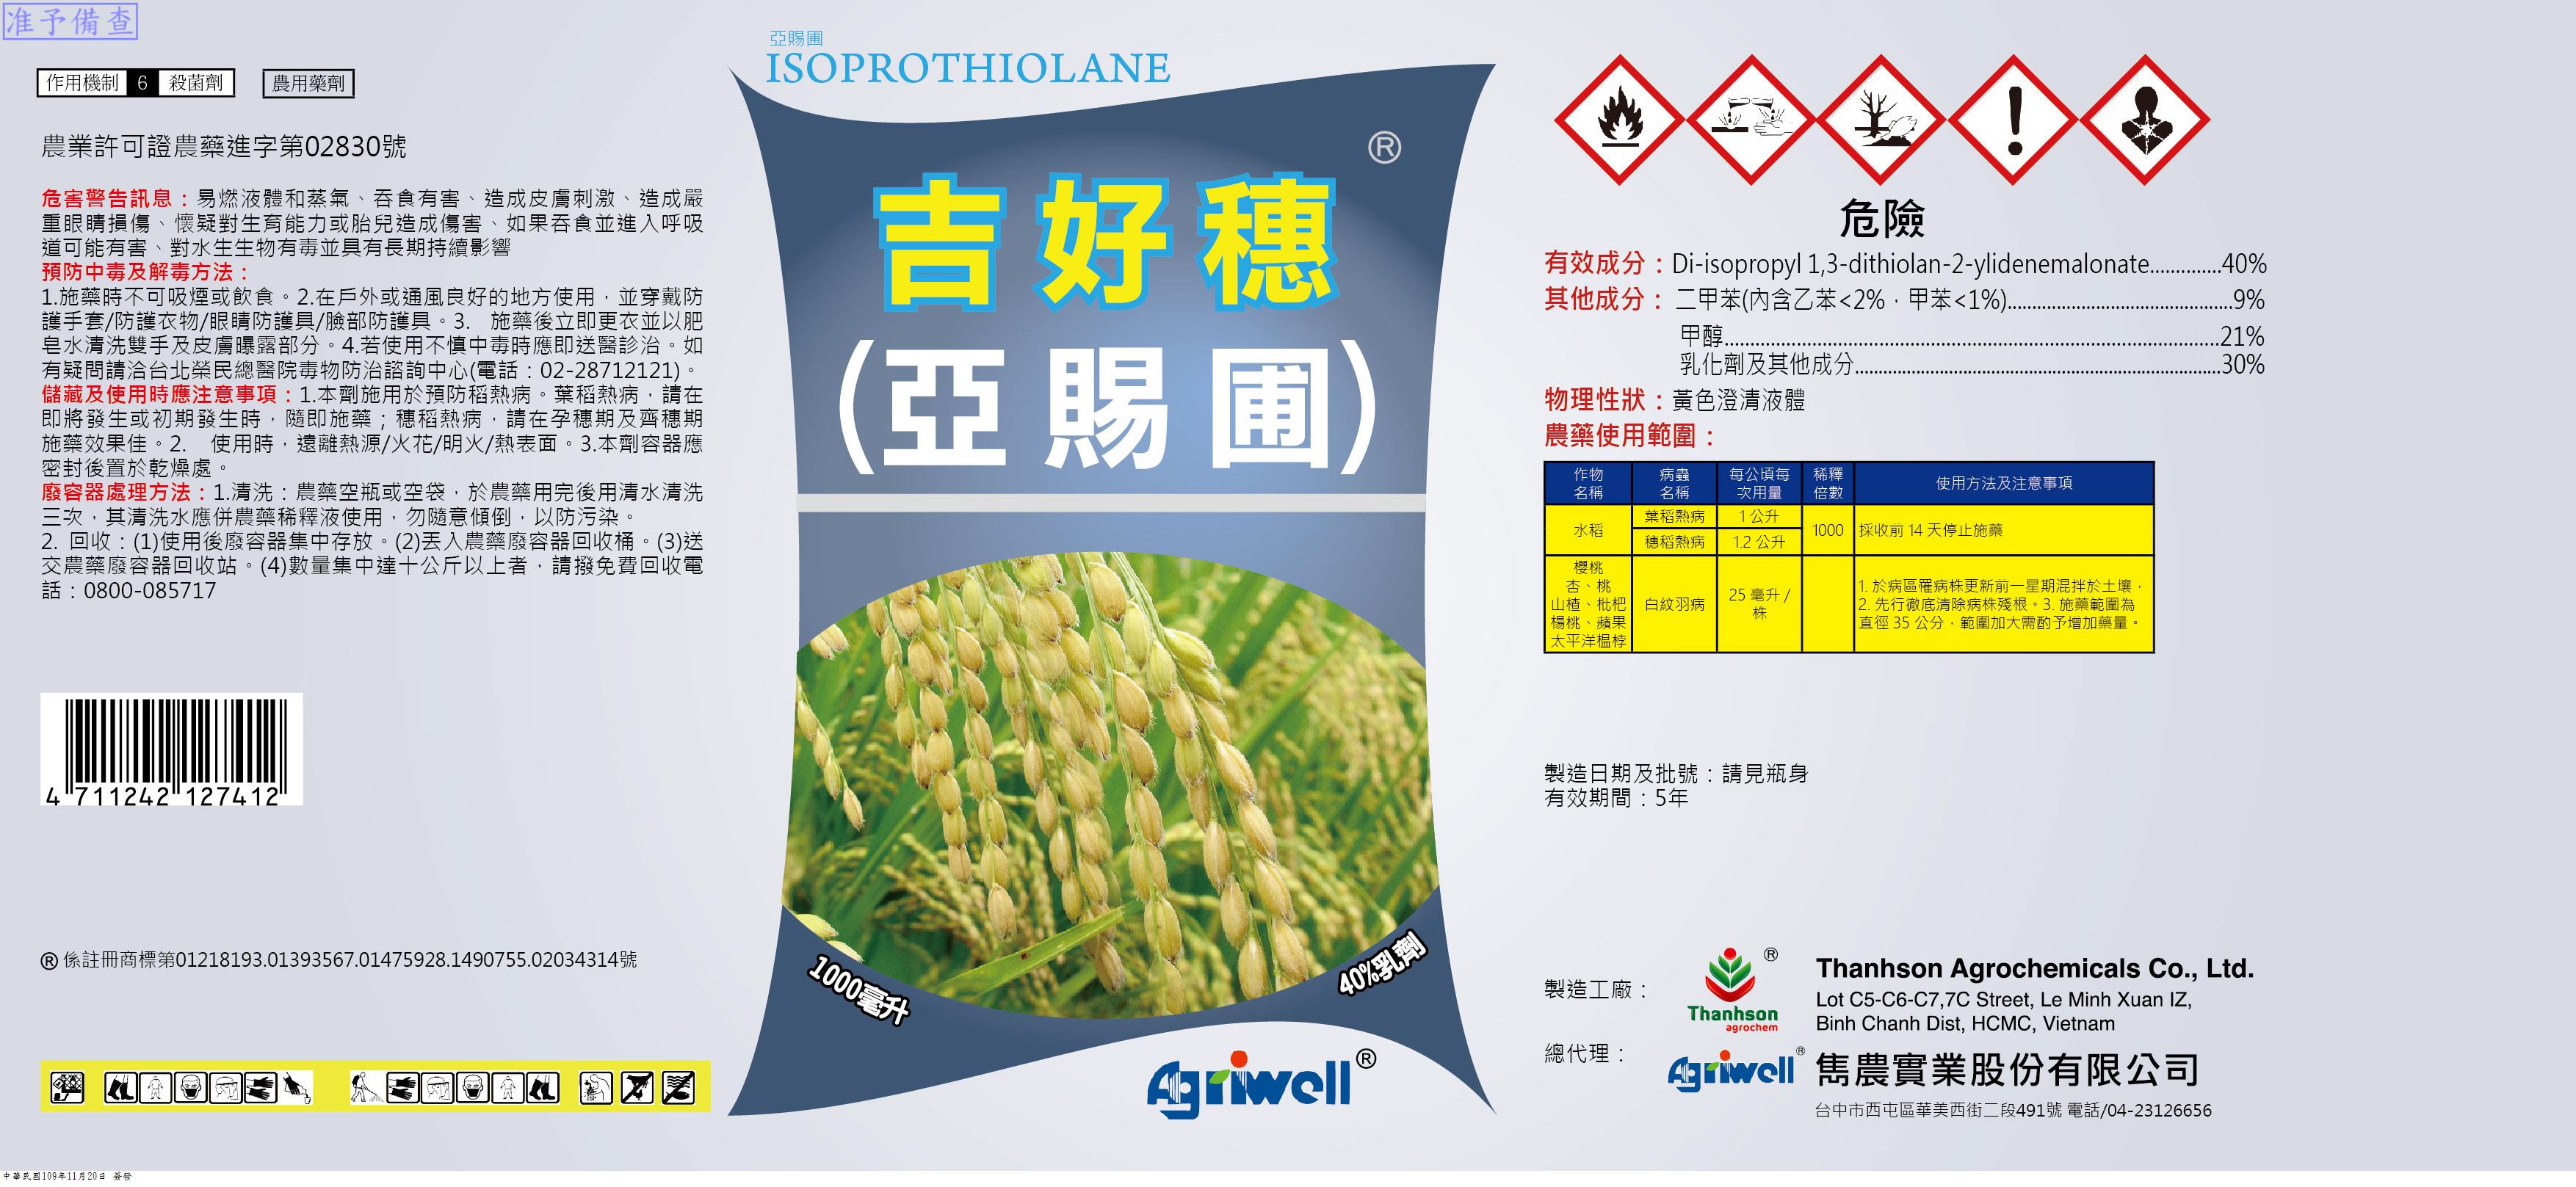 准予備查
作用機制 6 殺菌劑 農用藥劑
農業許可證農藥進字第02830號
危害警告訊息：易燃液體和蒸氣、吞食有害、造成皮膚刺激、造成嚴
重眼睛損傷、懷疑對生育能力或胎兒造成傷害、如果吞食並進入呼吸
道可能有害、對水生生物有毒並具有長期持續影響
預防中毒及解毒方法：
1.施藥時不可吸煙或飲食。2.在戶外或通風良好的地方使用，並穿戴防
護手套/防護衣物/眼睛防護具/臉部防護具。3. 施藥後立即更衣並以肥
皂水清洗雙手及皮膚曝露部分。4.若使用不慎中毒時應即送醫診治。如
有疑問請洽台北榮民總醫院毒物防治諮詢中心(電話：02-28712121)。
儲藏及使用時應注意事項：1.本劑施用於預防稻熱病。葉稻熱病，請在
即將發生或初期發生時，隨即施藥；穗稻熱病，請在孕穗期及齊穗期
施藥效果佳。2. 使用時，遠離熱源/火花/明火/熱表面。3.本劑容器應
密封後置於乾燥處。
廢容器處理方法：1.清洗：農藥空瓶或空袋，於農藥用完後用清水清洗
三次，其清洗水應併農藥稀釋液使用，勿隨意傾倒，以防污染。
2. 回收：(1)使用後廢容器集中存放。(2)丟入農藥廢容器回收桶。(3)送
交農藥廢容器回收站。(4)數量集中達十公斤以上者，請撥免費回收電
話：0800-085717
4 711242 127412
®係註冊商標第01218193.01393567.01475928.1490755.02034314號
亞賜圃
ISOPROTHIOLANE
®
吉好穗
(亞賜圃)
1000毫升
40%乳劑
Agriwell®
危險
有效成分：Di-isopropyl 1,3-dithiolan-2-ylidenemalonate..............40%
其他成分：二甲苯(內含乙苯<2%，甲苯<1%)............................................9%
甲醇..................................................................................................21%
乳化劑及其他成分........................................................................30%
物理性狀：黃色澄清液體
農藥使用範圍：
作物名稱 病蟲名稱 每公頃每次用量 稀釋倍數 使用方法及注意事項
水稻 葉稻熱病 1公升 1000 採收前14天停止施藥
穗稻熱病 1.2公升
櫻桃
杏、桃
山楂、枇杷
楊桃、蘋果
太平洋榲桲
白紋羽病
25毫升/
株
1. 於病區罹病株更新前一星期混拌於土壤，
2. 先行徹底清除病株殘根。3. 施藥範圍為
直徑35公分，範圍加大需酌予增加藥量。
製造日期及批號：請見瓶身
有效期間：5年
製造工廠：
Thanhson
agrochem
®
Thanhson Agrochemicals Co., Ltd.
Lot C5-C6-C7,7C Street, Le Minh Xuan IZ,
Binh Chanh Dist, HCMC, Vietnam
總代理：
Agriwell®
雋農實業股份有限公司
台中市西屯區華美西街二段491號 電話/04-23126656
中華民國109年11月20日 簽發